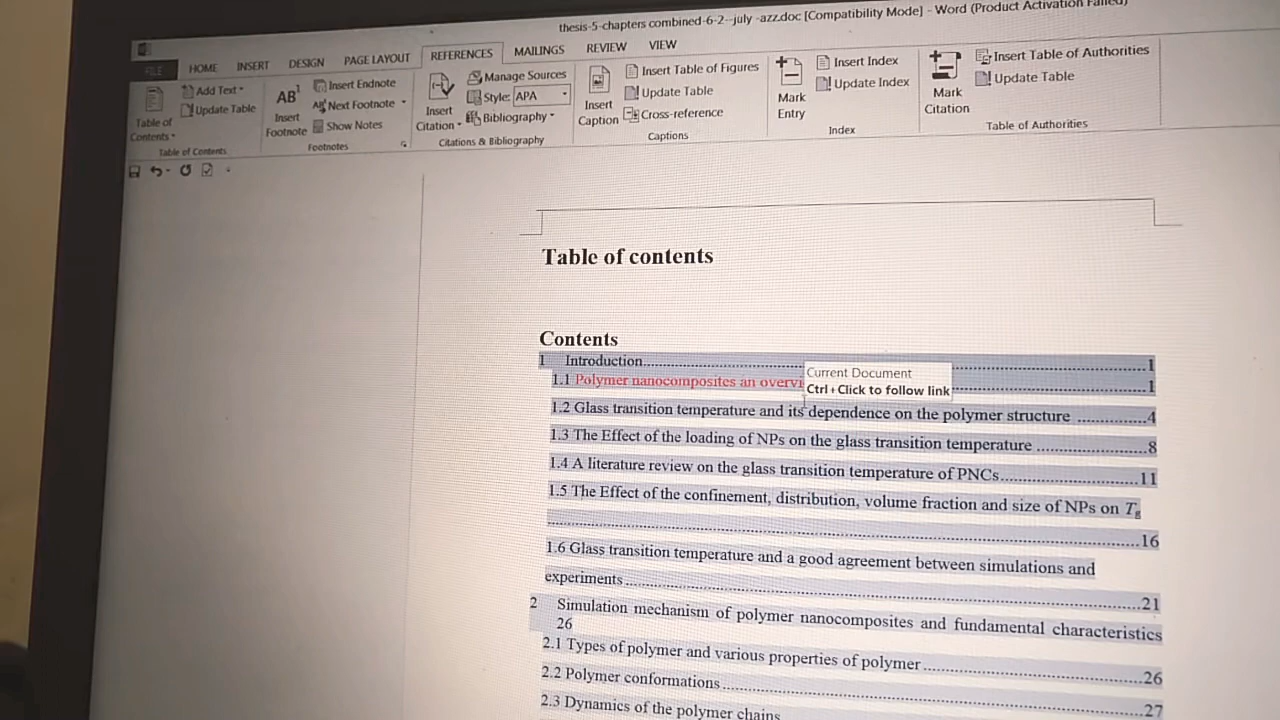 thesis-5-chapters combined-6-2--july -azz.doc [Compatibility Mode] - Word (Product Activation Failed)
FILE HOME INSERT DESIGN PAGE LAYOUT REFERENCES MAILINGS REVIEW VIEW
Table of Contents
Add Text
Update Table
Table of Contents
AB1 Insert Footnote
Insert Endnote
Next Footnote
Show Notes
Footnotes
Insert Citation
Manage Sources
Style: APA
Bibliography
Citations & Bibliography
Insert Caption
Insert Table of Figures
Update Table
Cross-reference
Captions
Mark Entry
Insert Index
Update Index
Index
Mark Citation
Insert Table of Authorities
Update Table
Table of Authorities
Table of contents
Contents
1 Introduction....................1
1.1 Polymer nanocomposites an overvi....................1
Current Document
Ctrl+Click to follow link
1.2 Glass transition temperature and its dependence on the polymer structure ...............4
1.3 The Effect of the loading of NPs on the glass transition temperature ....................8
1.4 A literature review on the glass transition temperature of PNCs....................11
1.5 The Effect of the confinement, distribution, volume fraction and size of NPs on Tg
....................16
1.6 Glass transition temperature and a good agreement between simulations and
experiments....................21
2 Simulation mechanism of polymer nanocomposites and fundamental characteristics
26
2.1 Types of polymer and various properties of polymer....................26
2.2 Polymer conformations....................27
2.3 Dynamics of the polymer chains